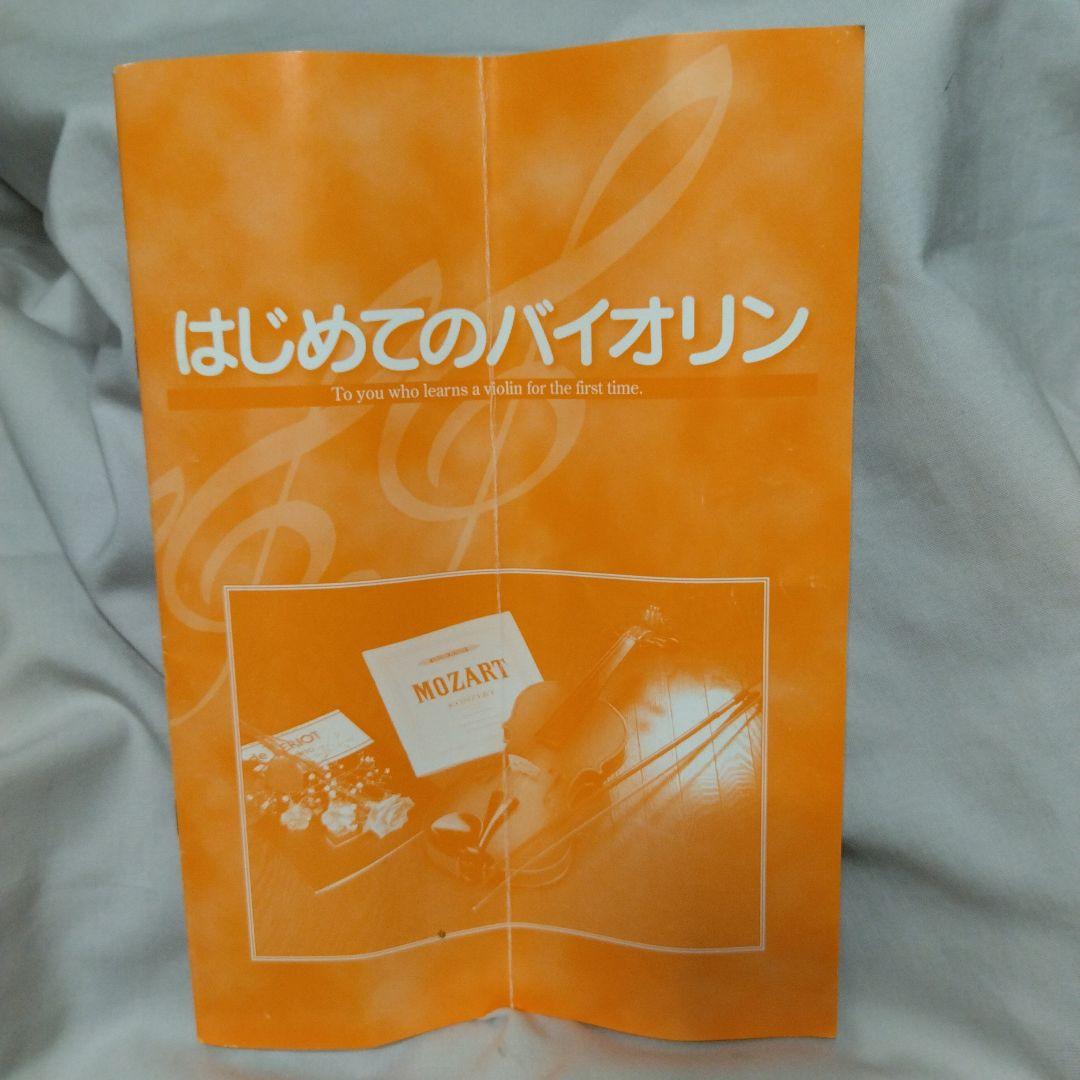 はじめてのバイオリン
To you who learns a violin for the first time.
MOZART